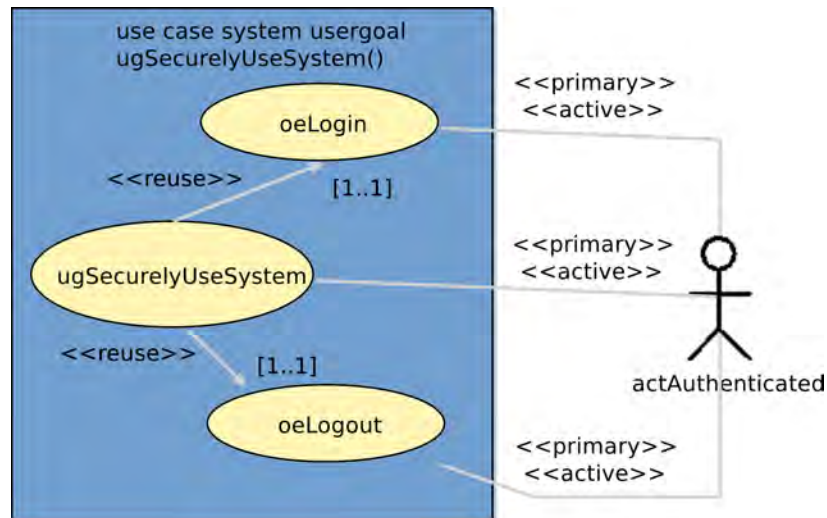 use case system usergoal
ugSecurelyUseSystem()
<<primary>>
<<active>>
oeLogin
<<reuse>>
[1..1]
<<primary>>
<<active>>
ugSecurelyUseSystem
<<reuse>>
[1..1]
actAuthenticated
oeLogout
<<primary>>
<<active>>